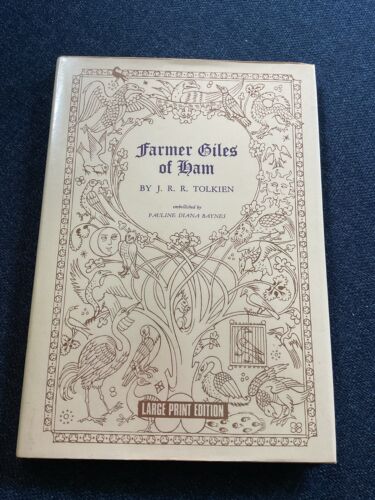 Farmer Giles
of Ham
BY J. R. R. TOLKIEN
embellished by
PAULINE DIANA BAYNES
LARGE PRINT EDITION